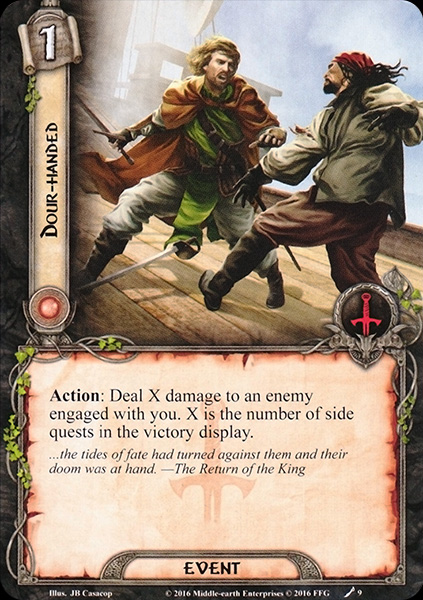 1
DOUR-HANDED
Action: Deal X damage to an enemy
engaged with you. X is the number of side
quests in the victory display.
...the tides of fate had turned against them and their
doom was at hand. —The Return of the King
EVENT
Illus. JB Casacop
© 2016 Middle-earth Enterprises © 2016 FFG
9